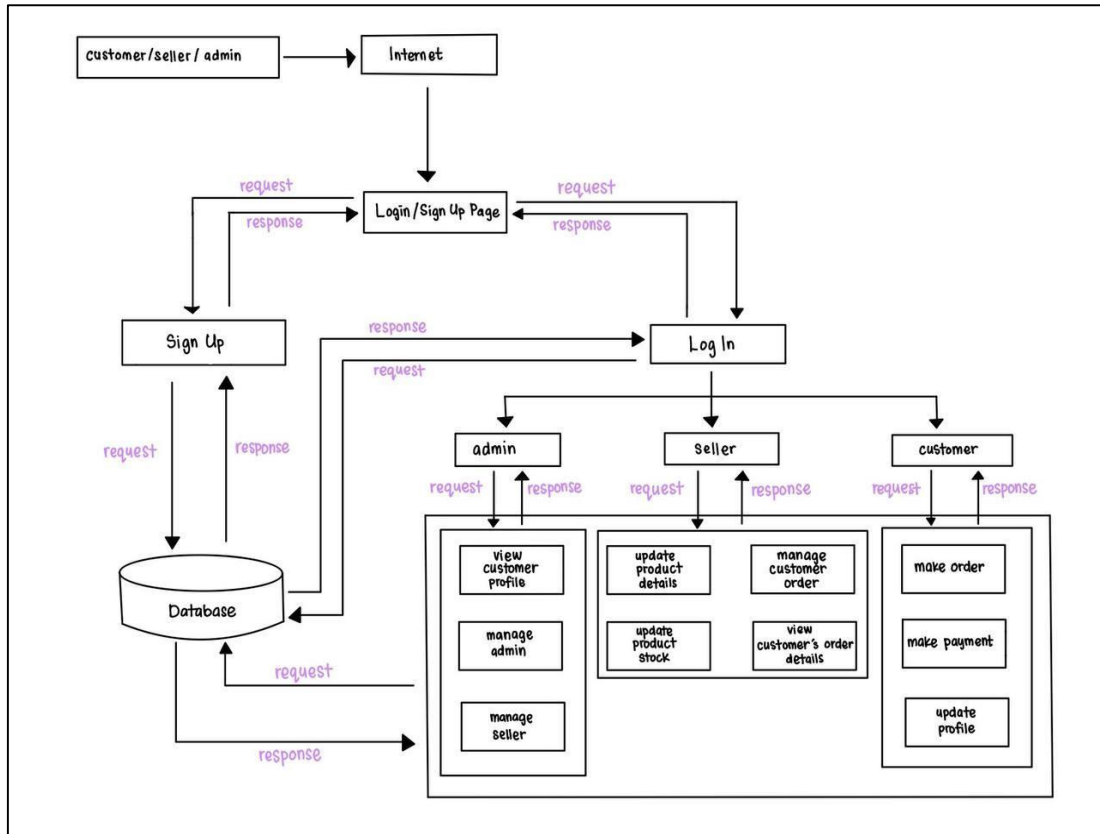 customer/seller/ admin
Internet
request
request
Login/Sign Up Page
response
response
Sign Up
response
Log In
request
request
response
admin
seller
customer
request
response
request
response
request
response
view
customer
profile
update
product
details
manage
customer
order
make order
Database
manage
admin
update
product
stock
view
customer's order
details
make payment
request
manage
seller
update
profile
response